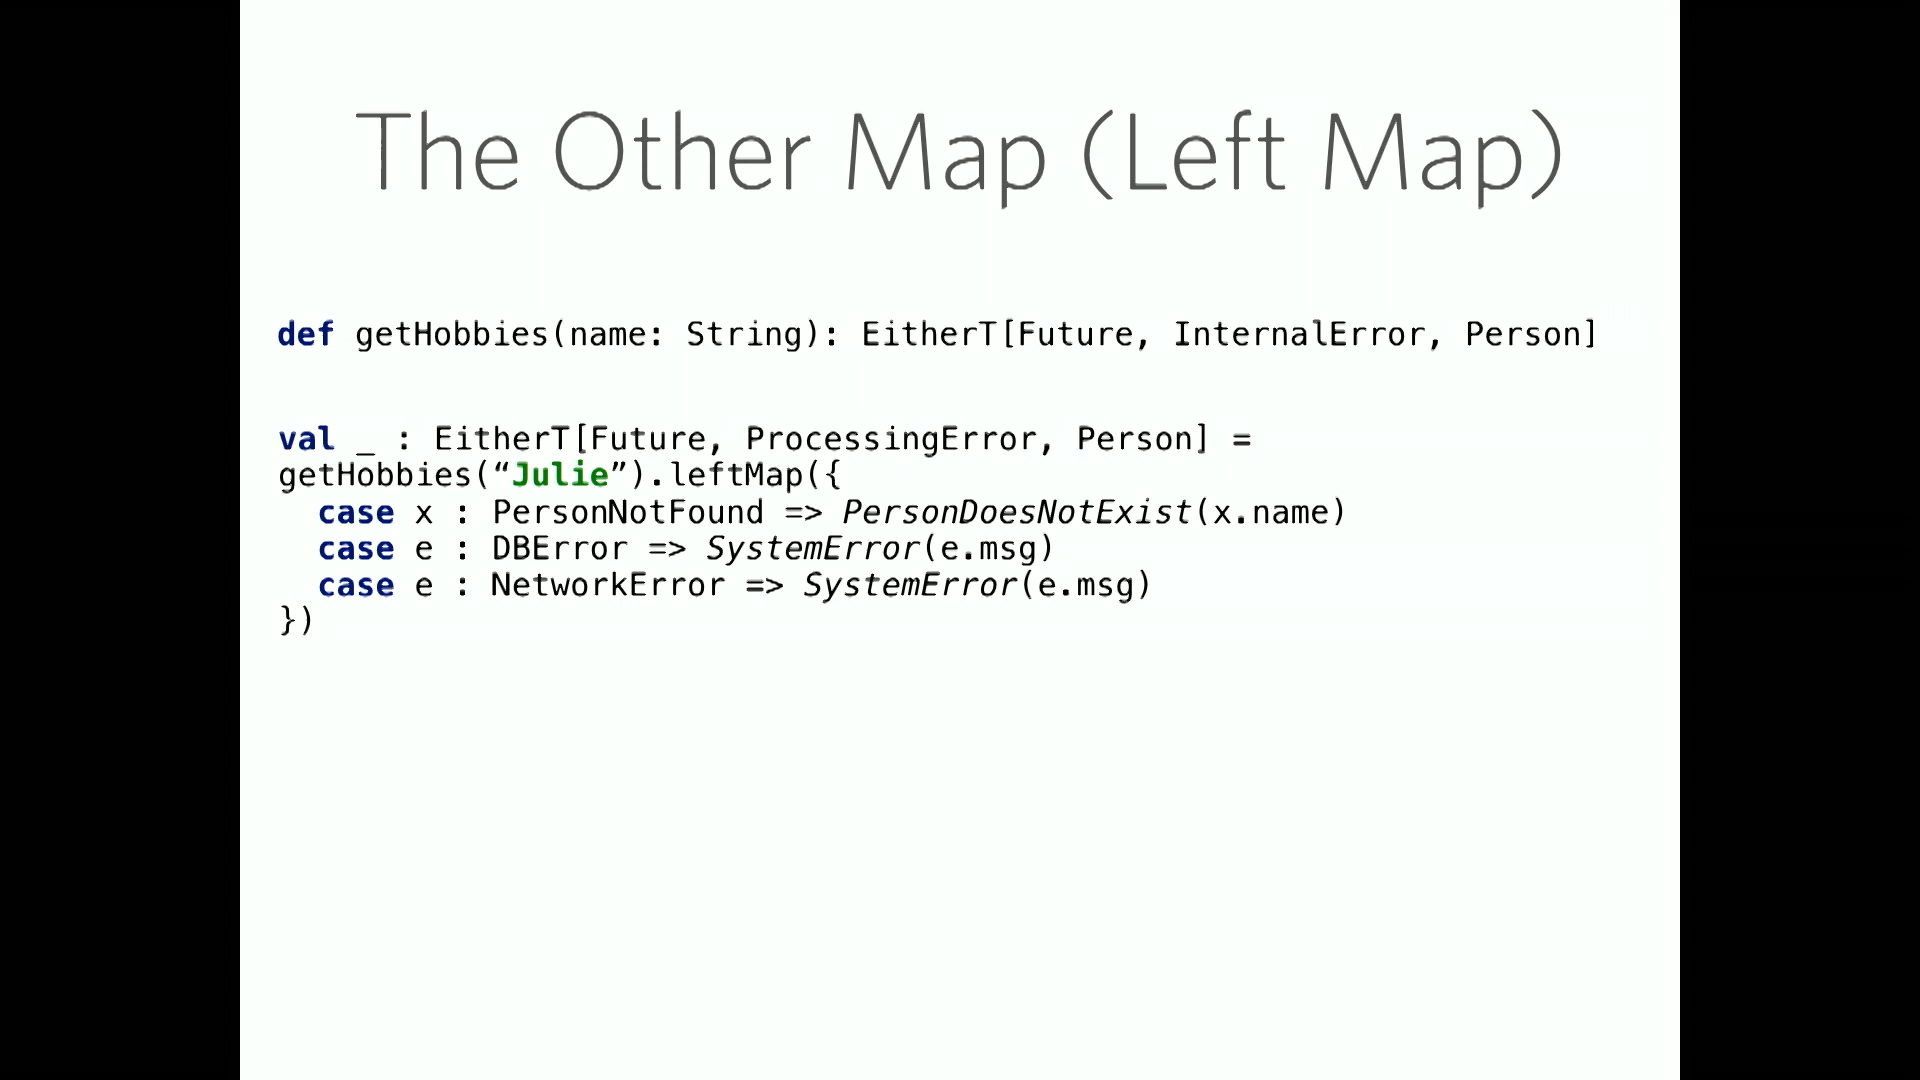 The Other Map (Left Map)
def getHobbies(name: String): EitherT[Future, InternalError, Person]
val _ : EitherT[Future, ProcessingError, Person] =
getHobbies(“Julie”).leftMap({
  case x : PersonNotFound => PersonDoesNotExist(x.name)
  case e : DBError => SystemError(e.msg)
  case e : NetworkError => SystemError(e.msg)
})